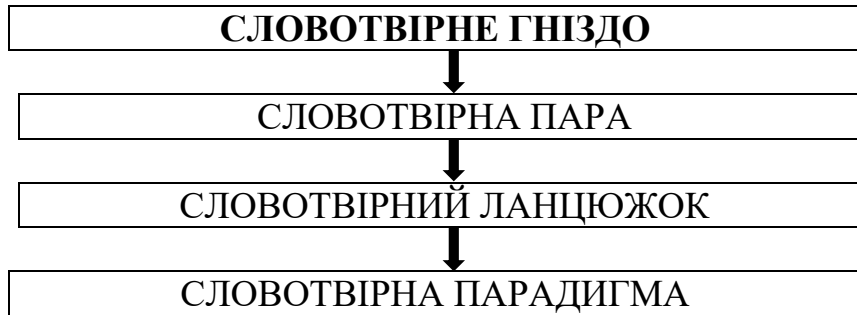 СЛОВОТВІРНЕ ГНІЗДО
СЛОВОТВІРНА ПАРА
СЛОВОТВІРНИЙ ЛАНЦЮЖОК
СЛОВОТВІРНА ПАРАДИГМА